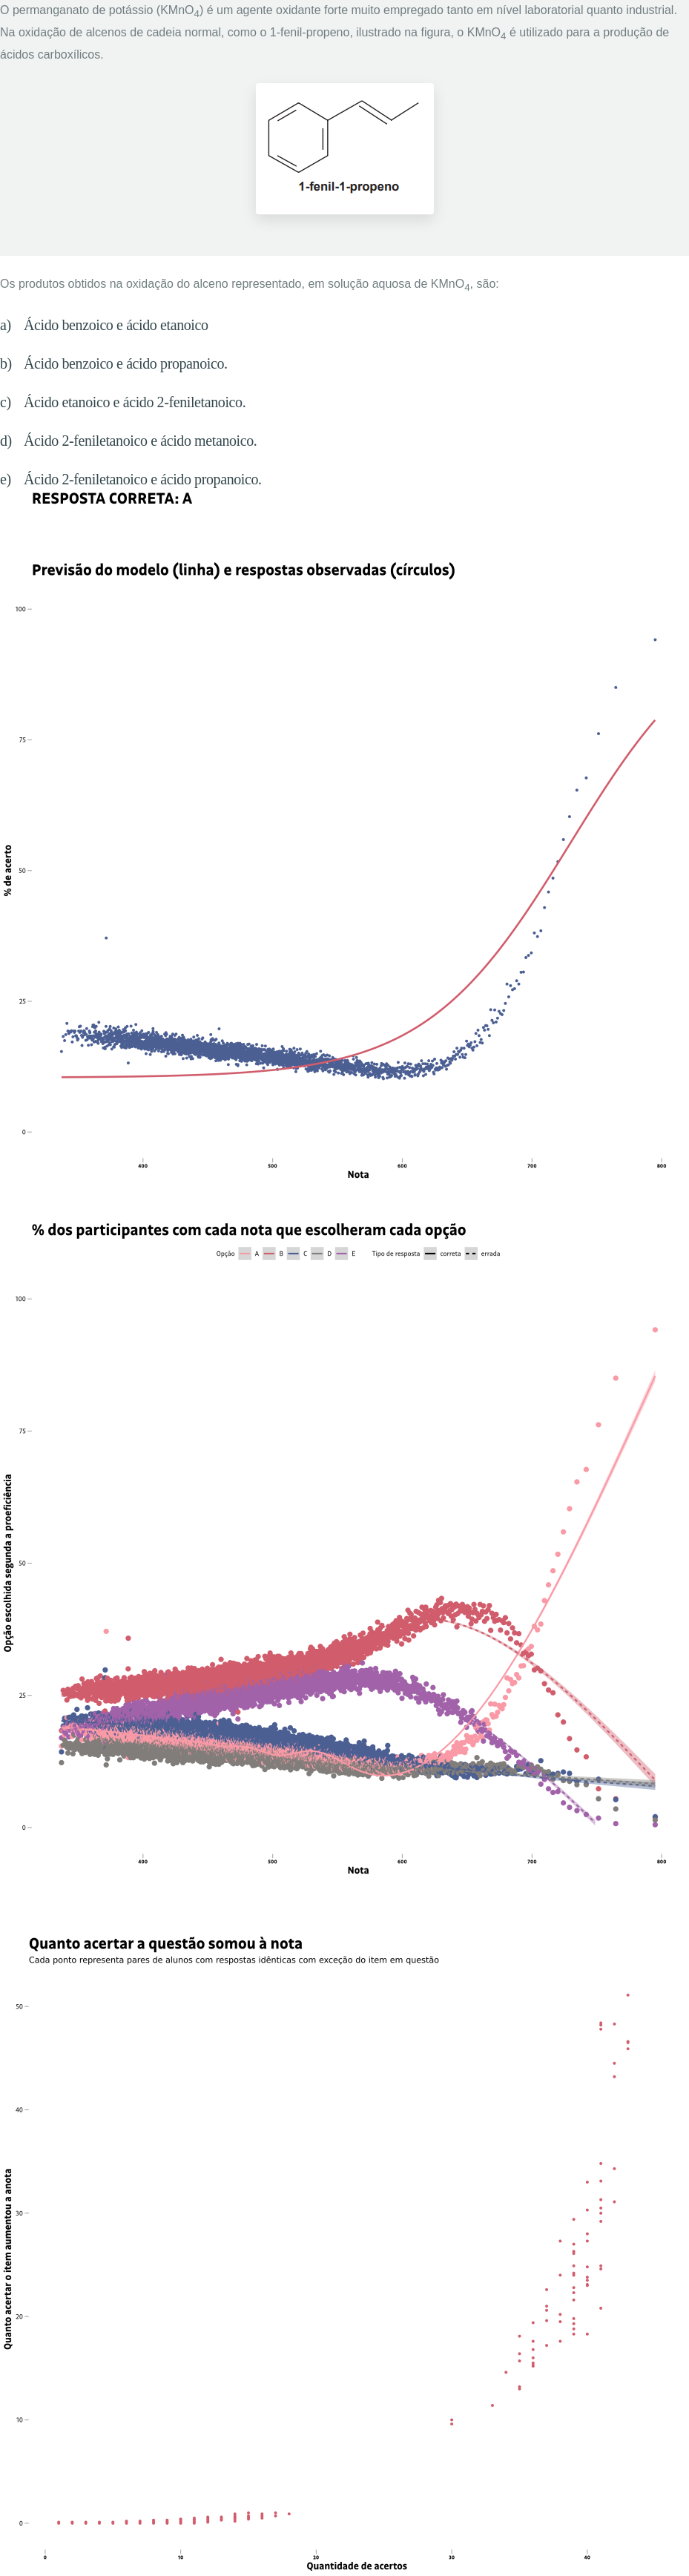 O permanganato de potássio (KMnO4) é um agente oxidante forte muito empregado tanto em nível laboratorial quanto industrial.
Na oxidação de alcenos de cadeia normal, como o 1-fenil-propeno, ilustrado na figura, o KMnO4 é utilizado para a produção de
ácidos carboxílicos.
1-fenil-1-propeno
Os produtos obtidos na oxidação do alceno representado, em solução aquosa de KMnO4, são:
a) Ácido benzoico e ácido etanoico
b) Ácido benzoico e ácido propanoico.
c) Ácido etanoico e ácido 2-feniletanoico.
d) Ácido 2-feniletanoico e ácido metanoico.
e) Ácido 2-feniletanoico e ácido propanoico.
RESPOSTA CORRETA: A
Previsão do modelo (linha) e respostas observadas (círculos)
100
75
% de acerto
50
25
0
400 500 600 700 800
Nota
% dos participantes com cada nota que escolheram cada opção
Opção A B C D E Tipo de resposta correta errada
100
75
Opção escolhida segunda a proeficiência
50
25
0
400 500 600 700 800
Nota
Quanto acertar a questão somou à nota
Cada ponto representa pares de alunos com respostas idênticas com exceção do item em questão
50
40
Quanto acertar o item aumentou a anota
30
20
10
0
0 10 20 30 40
Quantidade de acertos